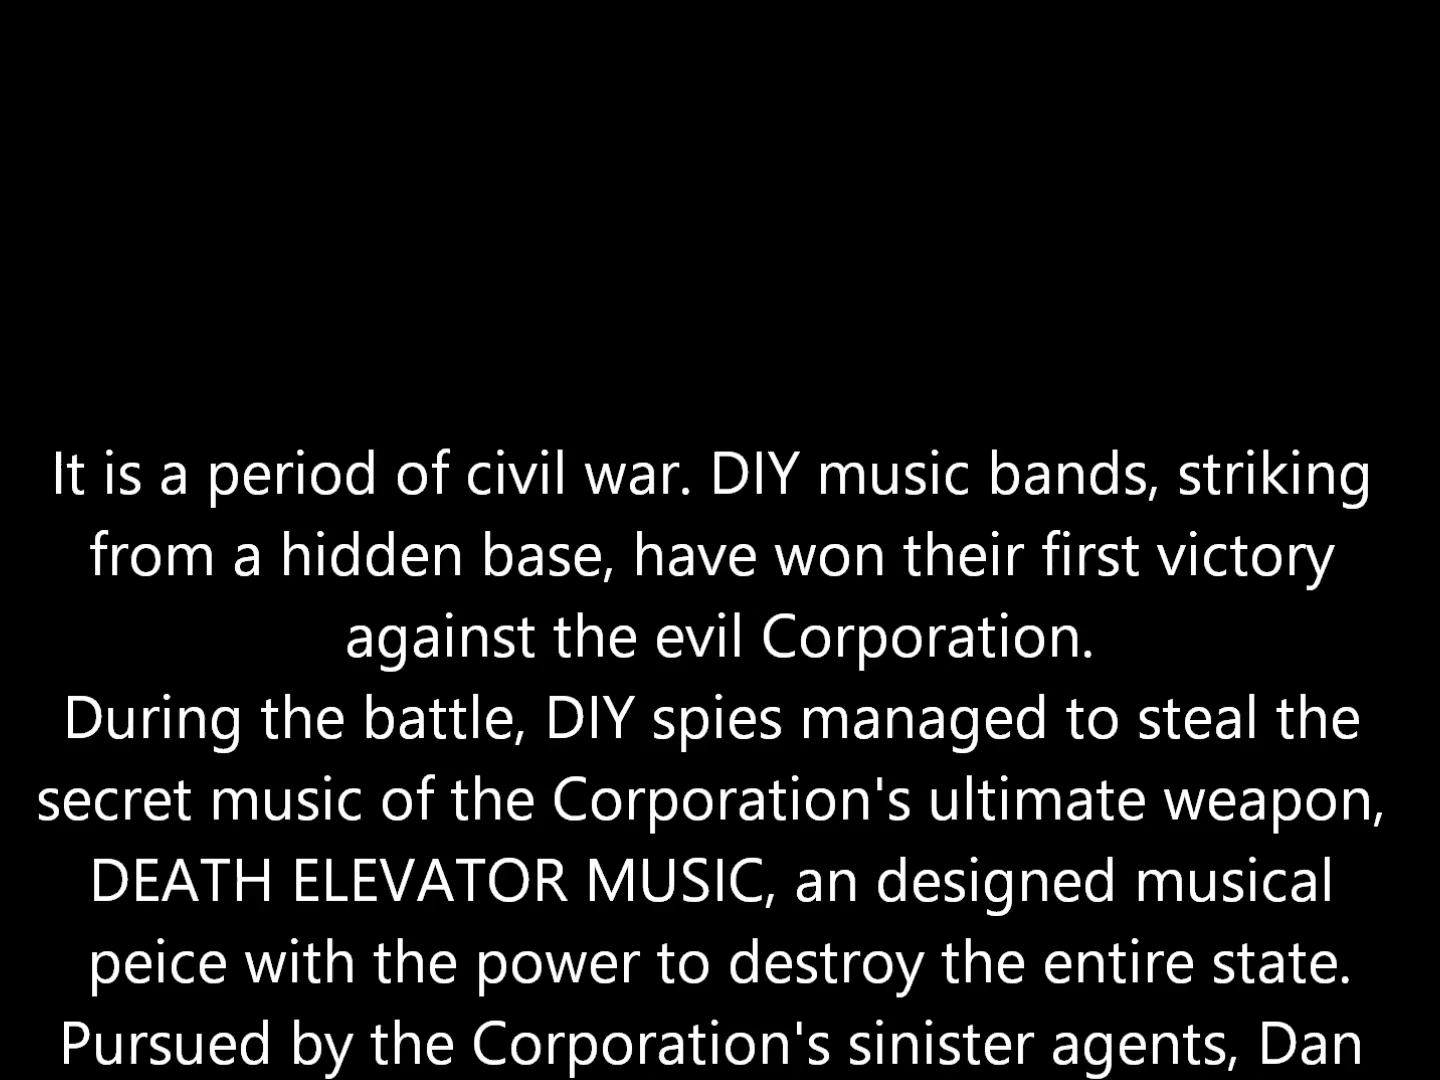 It is a period of civil war. DIY music bands, striking
from a hidden base, have won their first victory
against the evil Corporation.
During the battle, DIY spies managed to steal the
secret music of the Corporation's ultimate weapon,
DEATH ELEVATOR MUSIC, an designed musical
peice with the power to destroy the entire state.
Pursued by the Corporation's sinister agents, Dan